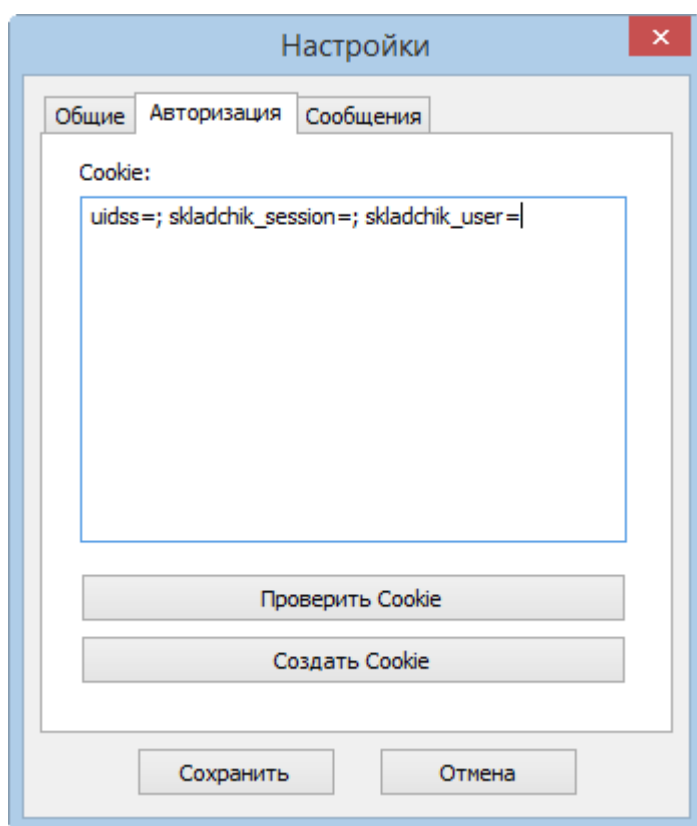 Настройки
Общие Авторизация Сообщения
Cookie:
uidss=; skladchik_session=; skladchik_user=
Проверить Cookie
Создать Cookie
Сохранить Отмена